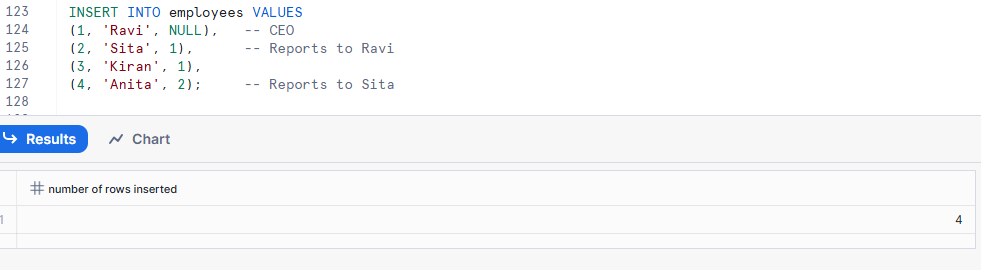 123 INSERT INTO employees VALUES
124 (1, 'Ravi', NULL),   -- CEO
125 (2, 'Sita', 1),      -- Reports to Ravi
126 (3, 'Kiran', 1),
127 (4, 'Anita', 2);     -- Reports to Sita
128
Results Chart
number of rows inserted
1 4